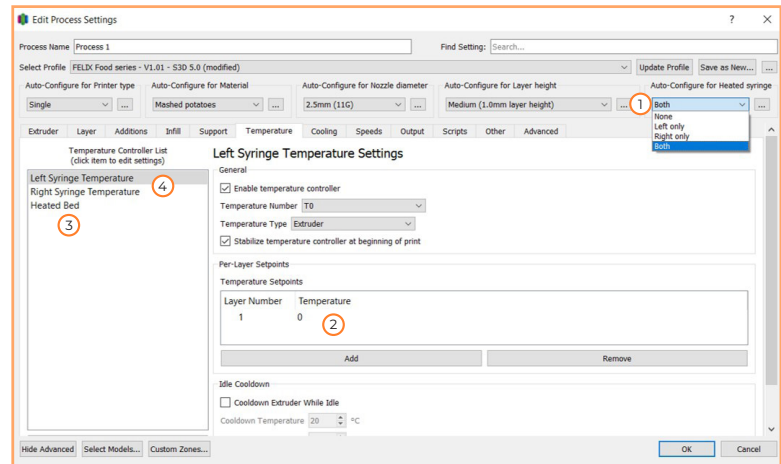 Edit Process Settings ? ×
Process Name Process 1 Find Setting: Search...
Select Profile FELIX Food series - V1.01 - S3D 5.0 (modified) Update Profile Save as New... ...
Auto-Configure for Printer type Auto-Configure for Material Auto-Configure for Nozzle diameter Auto-Configure for Layer height Auto-Configure for Heated syringe
Single ... Mashed potatoes ... 2.5mm (11G) ... Medium (1.0mm layer height) ... 1 Both ...
None
Left only
Right only
Both
Extruder Layer Additions Infill Support Temperature Cooling Speeds Output Scripts Other Advanced
Temperature Controller List
(click item to edit settings)
Left Syringe Temperature 4
Right Syringe Temperature
Heated Bed
3
Left Syringe Temperature Settings
General
Enable temperature controller
Temperature Number T0
Temperature Type Extruder
Stabilize temperature controller at beginning of print
Per-Layer Setpoints
Temperature Setpoints
Layer Number Temperature
1 0 2
Add Remove
Idle Cooldown
Cooldown Extruder While Idle
Cooldown Temperature 20 °C
Hide Advanced Select Models... Custom Zones... OK Cancel